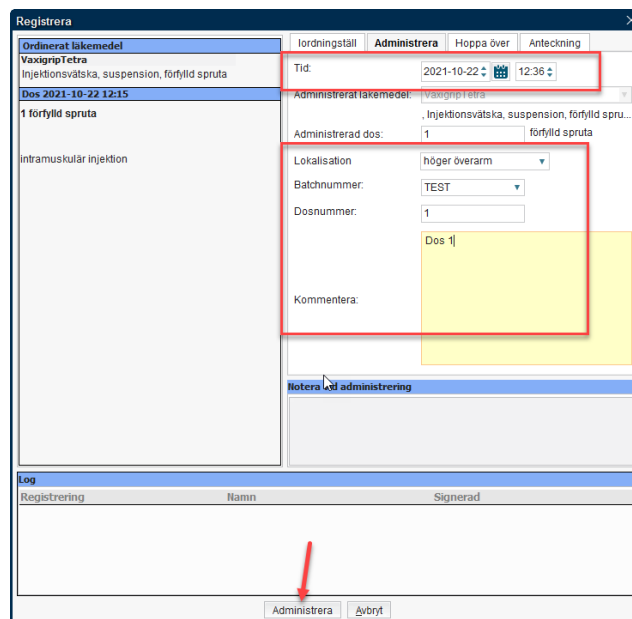 Registrera
Ordinerat läkemedel
VaxigripTetra
Injektionsvätska, suspension, förfylld spruta
Dos 2021-10-22 12:15
1 förfylld spruta
intramuskulär injektion
Iordningställ Administrera Hoppa över Anteckning
Tid: 2021-10-22 12:36
Administrerat läkemedel: VaxigripTetra
, Injektionsvätska, suspension, förfylld spru...
Administrerad dos: 1 förfylld spruta
Lokalisation höger överarm
Batchnummer: TEST
Dosnummer: 1
Dos 1
Kommentera:
Notera vid administrering
Log
Registrering Namn Signerad
Administrera Avbryt